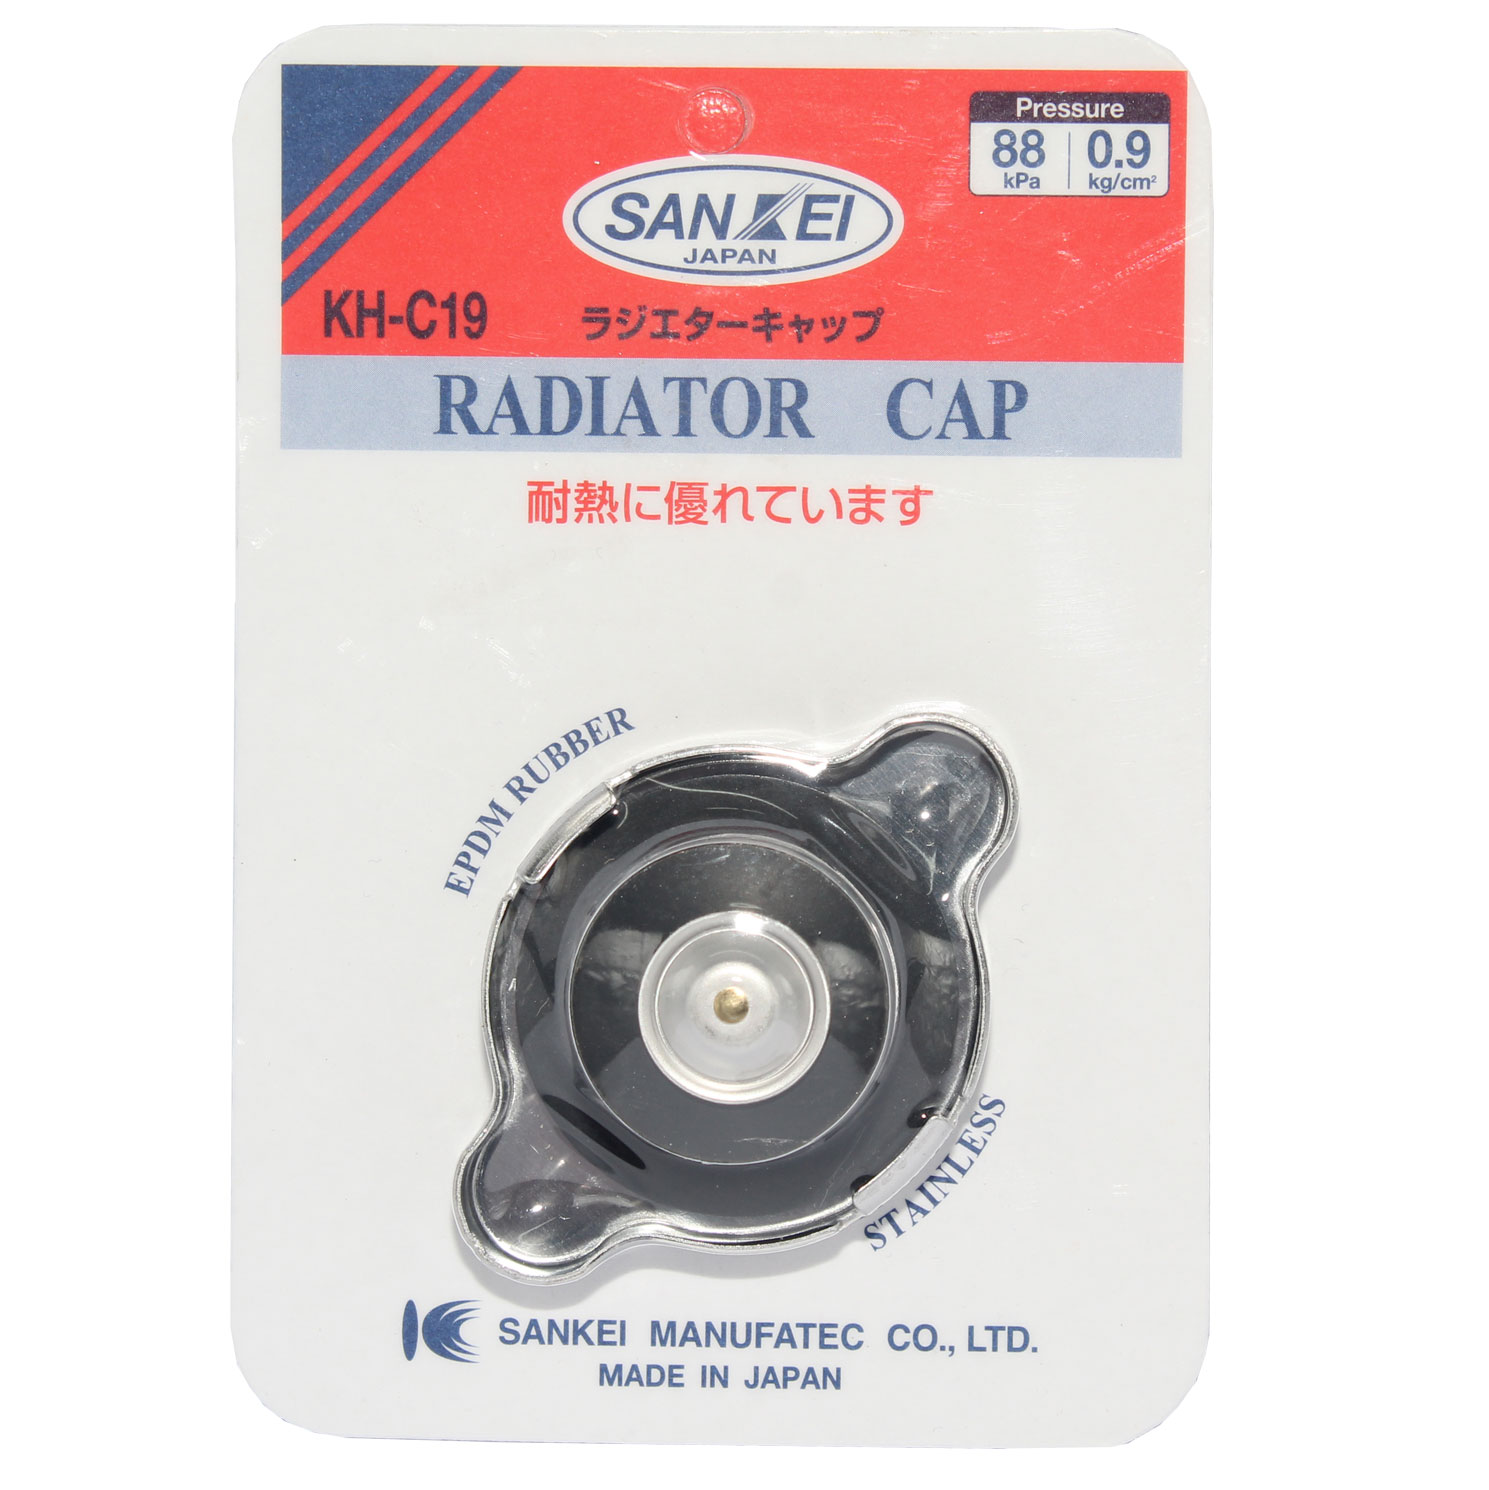 Pressure
88 kPa
0.9 kg/cm²
SANKEI
JAPAN
KH-C19
ラジエターキャップ
RADIATOR CAP
耐熱に優れています
EPDM RUBBER
STAINLESS
SANKEI MANUFATEC CO., LTD.
MADE IN JAPAN